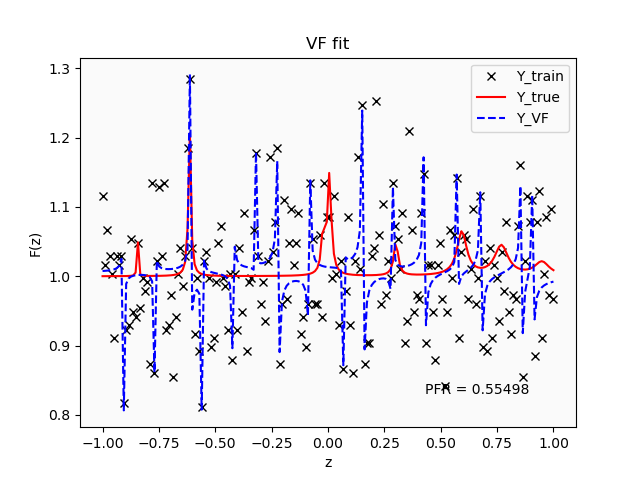 VF fit
1.3
1.2
1.1
1.0
0.9
0.8
F(z)
Y_train
Y_true
Y_VF
PFR = 0.55498
−1.00 −0.75 −0.50 −0.25 0.00 0.25 0.50 0.75 1.00
z